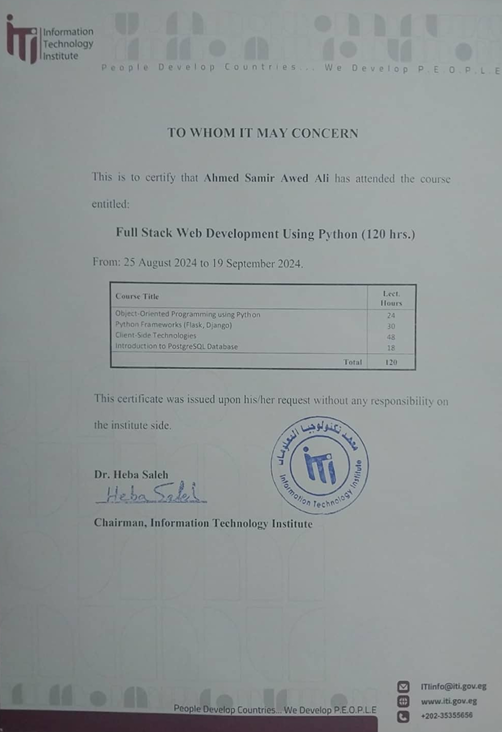 iTi
Information
Technology
Institute
People Develop Countries... We Develop P.E.O.P.L.E
TO WHOM IT MAY CONCERN
This is to certify that Ahmed Samir Awed Ali has attended the course
entitled:
Full Stack Web Development Using Python (120 hrs.)
From: 25 August 2024 to 19 September 2024.
Course Title Lect. Hours
Object-Oriented Programming using Python 24
Python Frameworks (Flask, Django) 30
Client-Side Technologies 48
Introduction to PostgreSQL Database 18
Total 120
This certificate was issued upon his/her request without any responsibility on
the institute side.
معهد تكنولوجيا المعلومات
iTi
Information Technology Institute
Dr. Heba Saleh
Heba Saleh
Chairman, Information Technology Institute
People Develop Countries... We Develop P.E.O.P.L.E
ITIinfo@iti.gov.eg
www.iti.gov.eg
+202-35355656